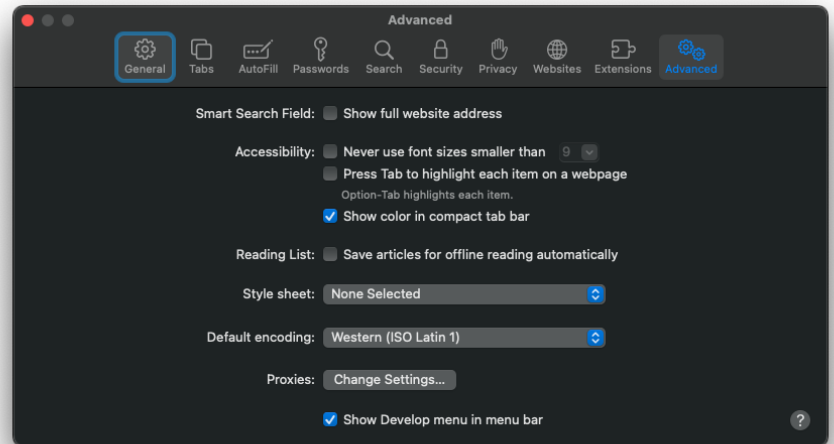 Advanced
General Tabs AutoFill Passwords Search Security Privacy Websites Extensions Advanced
Smart Search Field: Show full website address
Accessibility: Never use font sizes smaller than 9
Press Tab to highlight each item on a webpage
Option-Tab highlights each item.
Show color in compact tab bar
Reading List: Save articles for offline reading automatically
Style sheet: None Selected
Default encoding: Western (ISO Latin 1)
Proxies: Change Settings...
Show Develop menu in menu bar
?